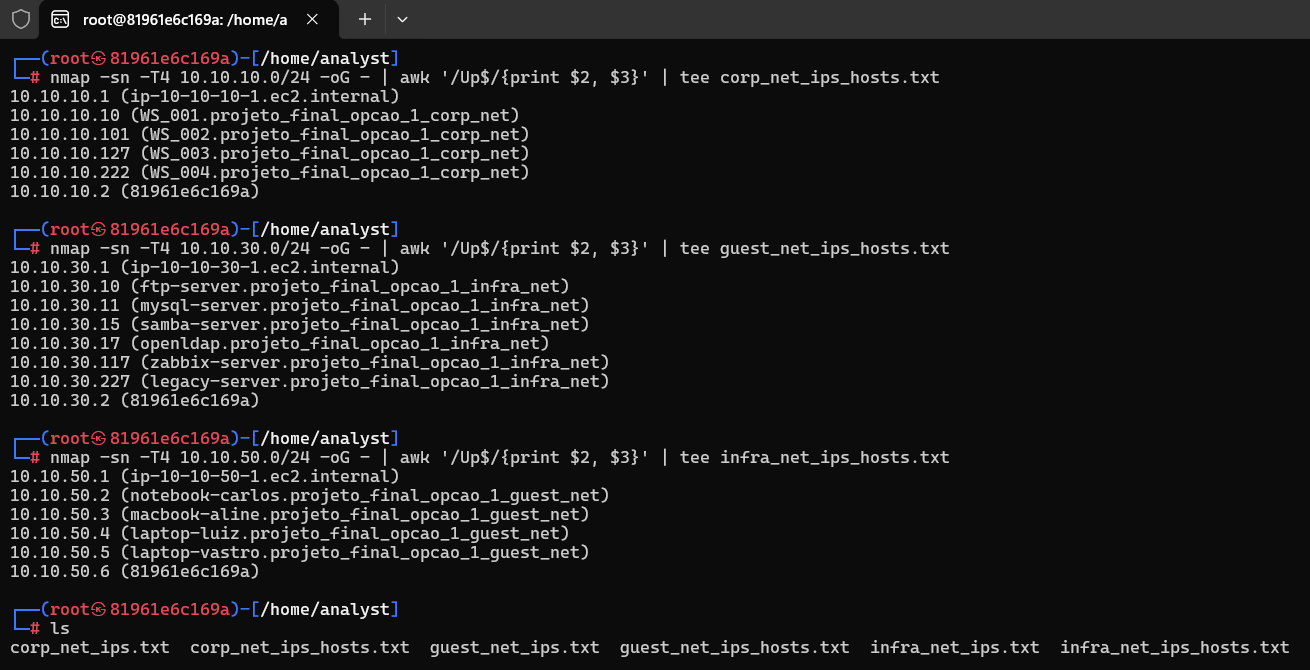 root@81961e6c169a: /home/a
(root㉿81961e6c169a)-[/home/analyst]
# nmap -sn -T4 10.10.10.0/24 -oG - | awk '/Up$/{print $2, $3}' | tee corp_net_ips_hosts.txt
10.10.10.1 (ip-10-10-10-1.ec2.internal)
10.10.10.10 (WS_001.projeto_final_opcao_1_corp_net)
10.10.10.101 (WS_002.projeto_final_opcao_1_corp_net)
10.10.10.127 (WS_003.projeto_final_opcao_1_corp_net)
10.10.10.222 (WS_004.projeto_final_opcao_1_corp_net)
10.10.10.2 (81961e6c169a)
(root㉿81961e6c169a)-[/home/analyst]
# nmap -sn -T4 10.10.30.0/24 -oG - | awk '/Up$/{print $2, $3}' | tee guest_net_ips_hosts.txt
10.10.30.1 (ip-10-10-30-1.ec2.internal)
10.10.30.10 (ftp-server.projeto_final_opcao_1_infra_net)
10.10.30.11 (mysql-server.projeto_final_opcao_1_infra_net)
10.10.30.15 (samba-server.projeto_final_opcao_1_infra_net)
10.10.30.17 (openldap.projeto_final_opcao_1_infra_net)
10.10.30.117 (zabbix-server.projeto_final_opcao_1_infra_net)
10.10.30.227 (legacy-server.projeto_final_opcao_1_infra_net)
10.10.30.2 (81961e6c169a)
(root㉿81961e6c169a)-[/home/analyst]
# nmap -sn -T4 10.10.50.0/24 -oG - | awk '/Up$/{print $2, $3}' | tee infra_net_ips_hosts.txt
10.10.50.1 (ip-10-10-50-1.ec2.internal)
10.10.50.2 (notebook-carlos.projeto_final_opcao_1_guest_net)
10.10.50.3 (macbook-aline.projeto_final_opcao_1_guest_net)
10.10.50.4 (laptop-luiz.projeto_final_opcao_1_guest_net)
10.10.50.5 (laptop-vastro.projeto_final_opcao_1_guest_net)
10.10.50.6 (81961e6c169a)
(root㉿81961e6c169a)-[/home/analyst]
# ls
corp_net_ips.txt  corp_net_ips_hosts.txt  guest_net_ips.txt  guest_net_ips_hosts.txt  infra_net_ips.txt  infra_net_ips_hosts.txt